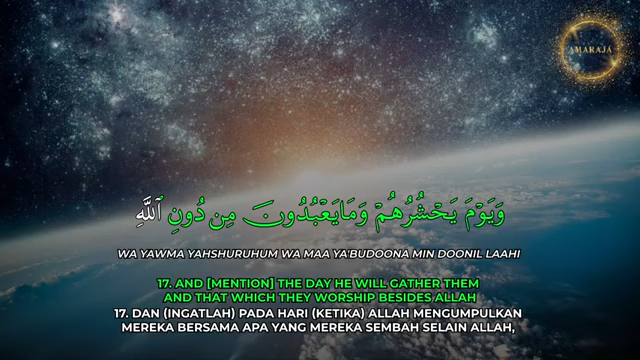 AMARAJA
وَيَوْمَ يَحْشُرُهُمْ وَمَا يَعْبُدُونَ مِن دُونِ ٱللَّهِ
WA YAWMA YAHSHURUHUM WA MAA YA'BUDOONA MIN DOONIL LAAHI
17. AND [MENTION] THE DAY HE WILL GATHER THEM
AND THAT WHICH THEY WORSHIP BESIDES ALLAH
17. DAN (INGATLAH) PADA HARI (KETIKA) ALLAH MENGUMPULKAN
MEREKA BERSAMA APA YANG MEREKA SEMBAH SELAIN ALLAH,